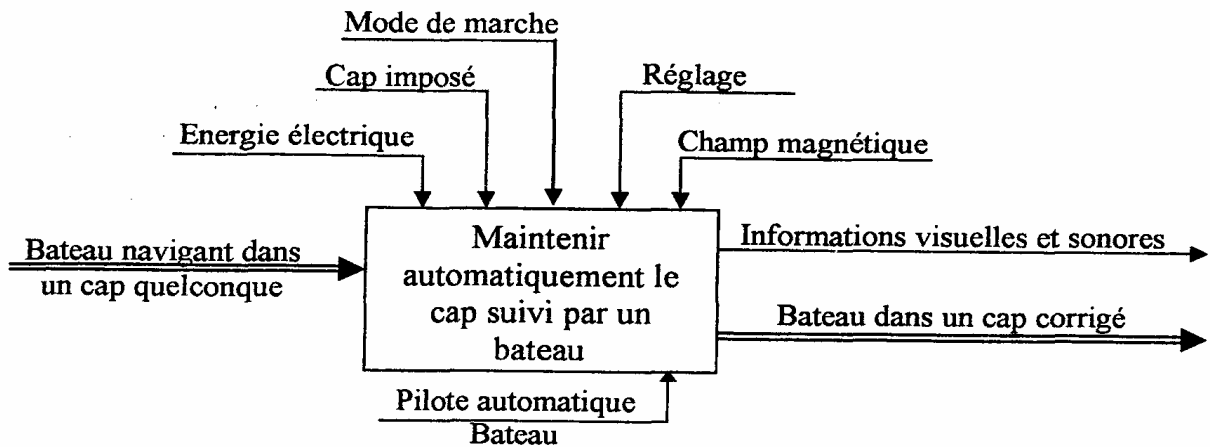 Mode de marche
Cap imposé
Réglage
Energie électrique
Champ magnétique
Bateau navigant dans
un cap quelconque
Maintenir
automatiquement le
cap suivi par un
bateau
Informations visuelles et sonores
Bateau dans un cap corrigé
Pilote automatique
Bateau